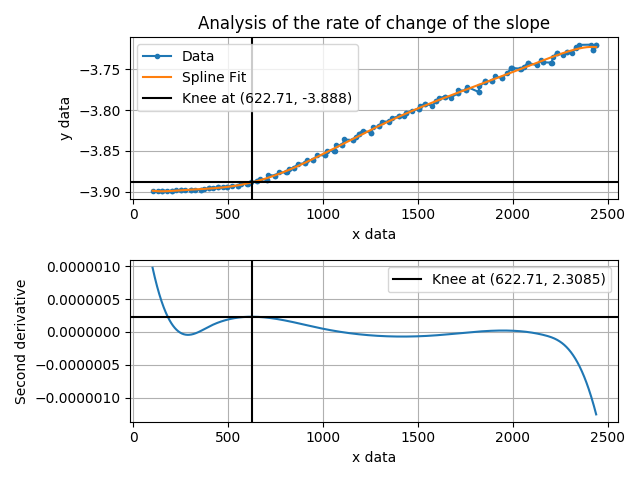 Analysis of the rate of change of the slope
Data
Spline Fit
Knee at (622.71, -3.888)
−3.75
−3.80
−3.85
−3.90
y data
0 500 1000 1500 2000 2500
x data
Knee at (622.71, 2.3085)
0.0000010
0.0000005
0.0000000
−0.0000005
−0.0000010
Second derivative
0 500 1000 1500 2000 2500
x data